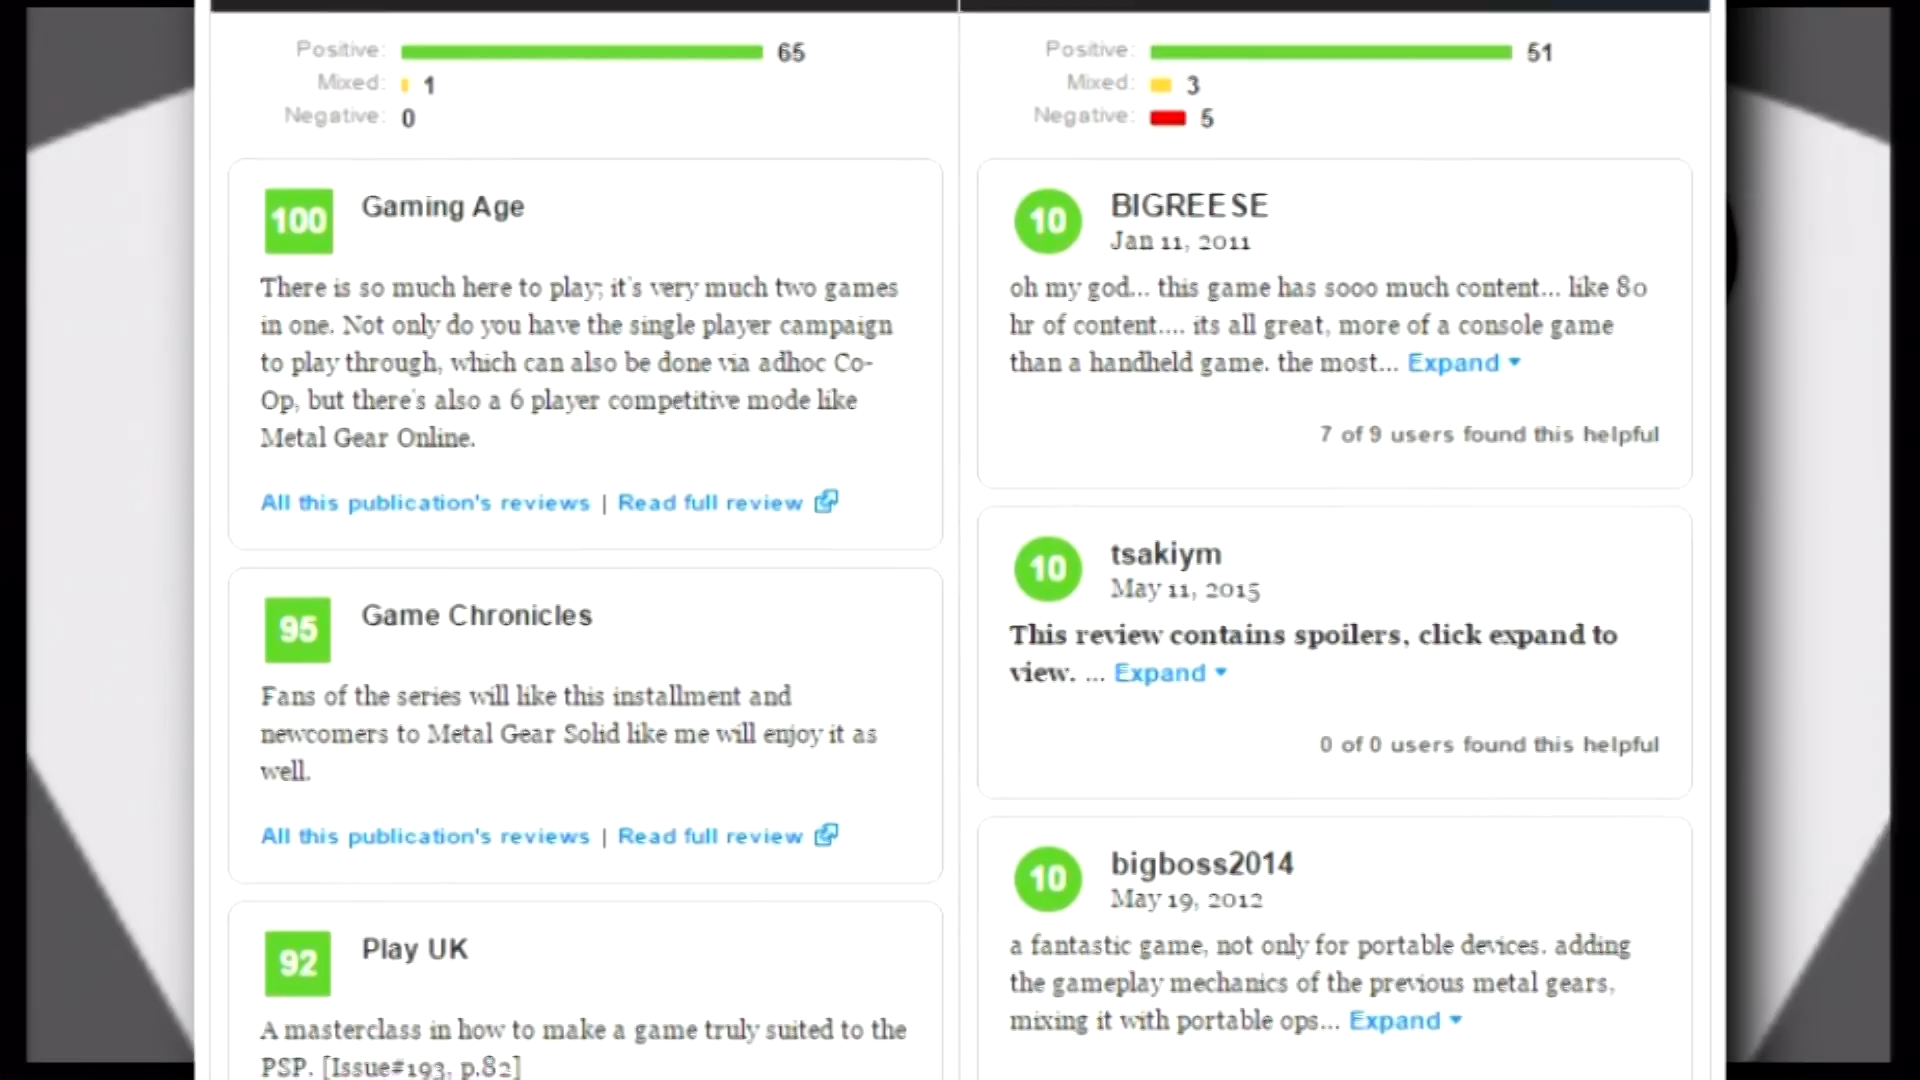 Positive: 65
Mixed: 1
Negative: 0
100 Gaming Age
There is so much here to play; it's very much two games
in one. Not only do you have the single player campaign
to play through, which can also be done via adhoc Co-
Op, but there's also a 6 player competitive mode like
Metal Gear Online.
All this publication's reviews | Read full review
95 Game Chronicles
Fans of the series will like this installment and
newcomers to Metal Gear Solid like me will enjoy it as
well.
All this publication's reviews | Read full review
92 Play UK
A masterclass in how to make a game truly suited to the
PSP. [Issue#193, p.82]
Positive: 51
Mixed: 3
Negative: 5
10 BIGREESE
Jan 11, 2011
oh my god... this game has sooo much content... like 80
hr of content.... its all great, more of a console game
than a handheld game. the most... Expand
7 of 9 users found this helpful
10 tsakiym
May 11, 2015
This review contains spoilers, click expand to
view. ... Expand
0 of 0 users found this helpful
10 bigboss2014
May 19, 2012
a fantastic game, not only for portable devices. adding
the gameplay mechanics of the previous metal gears,
mixing it with portable ops... Expand